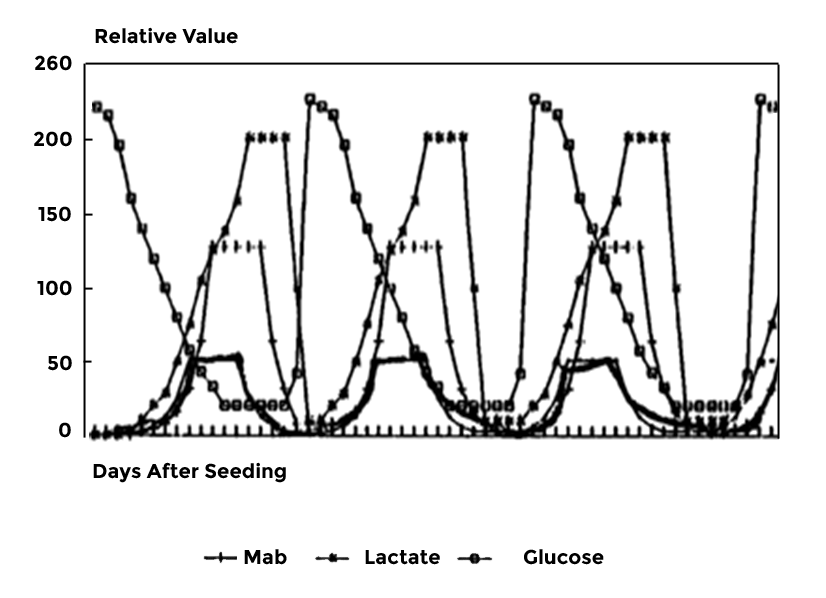 Relative Value
260
200
150
100
50
0
Days After Seeding
Mab Lactate Glucose